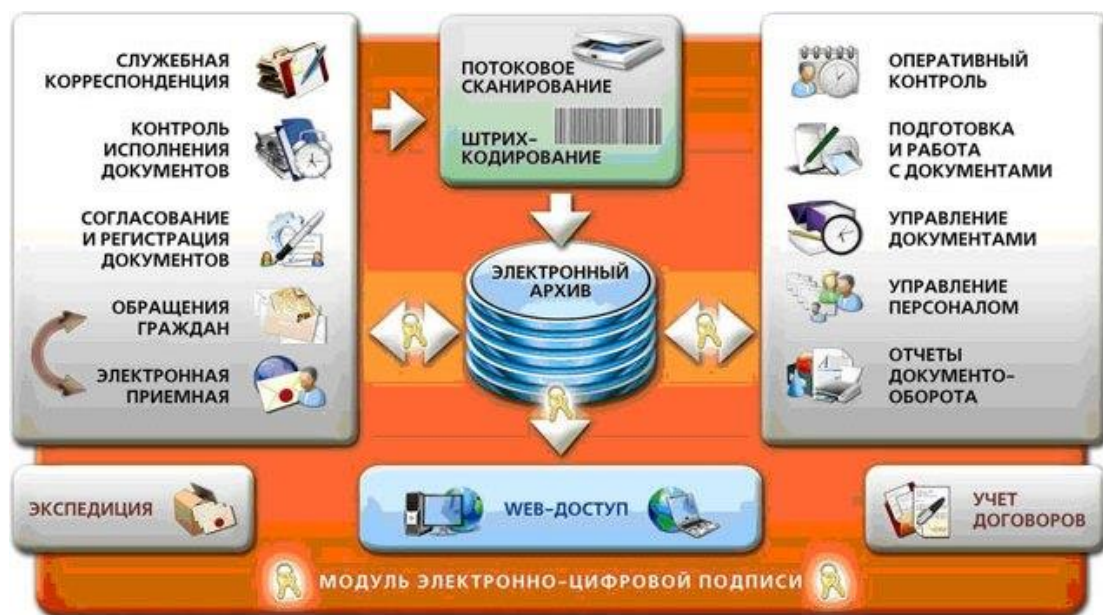 СЛУЖЕБНАЯ
КОРРЕСПОНДЕНЦИЯ
КОНТРОЛЬ
ИСПОЛНЕНИЯ
ДОКУМЕНТОВ
СОГЛАСОВАНИЕ
И РЕГИСТРАЦИЯ
ДОКУМЕНТОВ
ОБРАЩЕНИЯ
ГРАЖДАН
ЭЛЕКТРОННАЯ
ПРИЕМНАЯ
ПОТОКОВОЕ
СКАНИРОВАНИЕ
ШТРИХ-
КОДИРОВАНИЕ
ЭЛЕКТРОННЫЙ
АРХИВ
ОПЕРАТИВНЫЙ
КОНТРОЛЬ
ПОДГОТОВКА
И РАБОТА
С ДОКУМЕНТАМИ
УПРАВЛЕНИЕ
ДОКУМЕНТАМИ
УПРАВЛЕНИЕ
ПЕРСОНАЛОМ
ОТЧЕТЫ
ДОКУМЕНТО-
ОБОРОТА
ЭКСПЕДИЦИЯ
WEB-ДОСТУП
УЧЕТ
ДОГОВОРОВ
МОДУЛЬ ЭЛЕКТРОННО-ЦИФРОВОЙ ПОДПИСИ